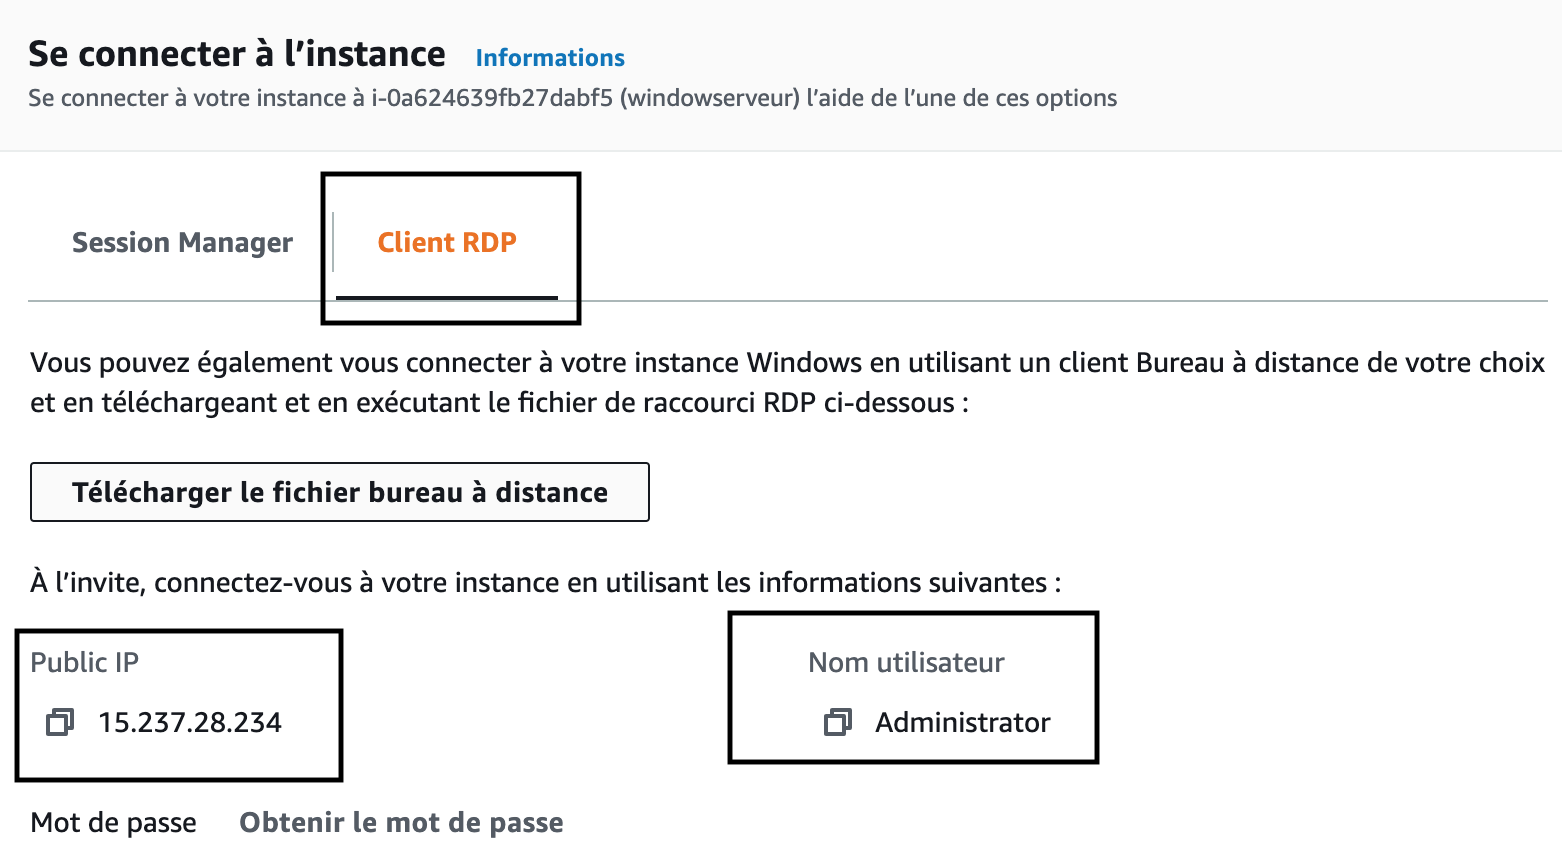 Se connecter à l’instance Informations
Se connecter à votre instance à i-0a624639fb27dabf5 (windowserveur) l’aide de l’une de ces options
Session Manager Client RDP
Vous pouvez également vous connecter à votre instance Windows en utilisant un client Bureau à distance de votre choix
et en téléchargeant et en exécutant le fichier de raccourci RDP ci-dessous :
Télécharger le fichier bureau à distance
À l’invite, connectez-vous à votre instance en utilisant les informations suivantes :
Public IP Nom utilisateur
15.237.28.234 Administrator
Mot de passe Obtenir le mot de passe